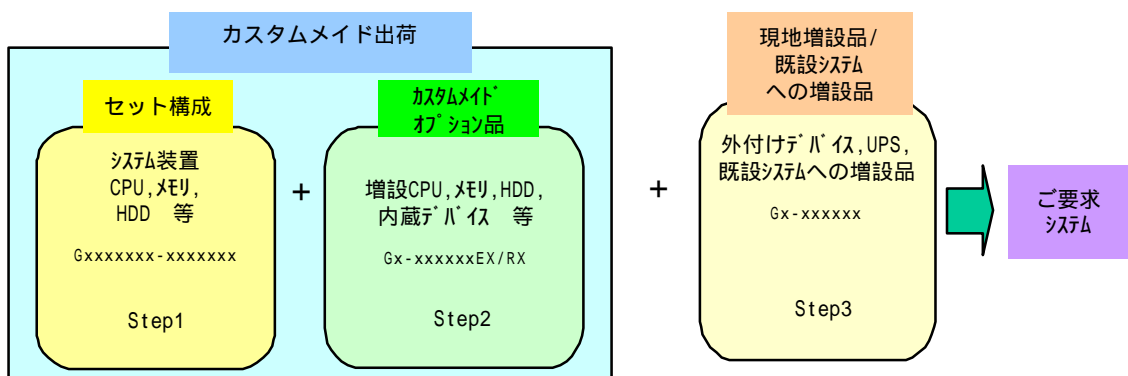 カスタムメイド出荷
セット構成
システム装置
CPU,メモリ,
HDD 等
Gxxxxxxx-xxxxxxx
Step1
+
カスタムメイド
オプション品
増設CPU,メモリ,HDD,
内蔵デバイス 等
Gx-xxxxxxEX/RX
Step2
+
現地増設品/
既設システム
への増設品
外付けデバイス,UPS,
既設システムへの増設品
Gx-xxxxxx
Step3
ご要求
システム